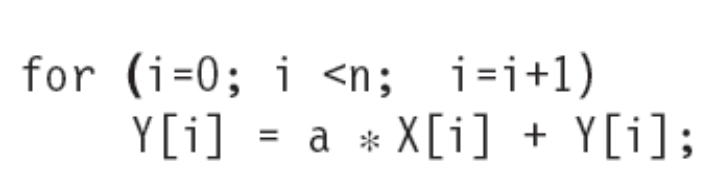 for (i=0; i <n; i=i+1)
Y[i] = a * X[i] + Y[i];